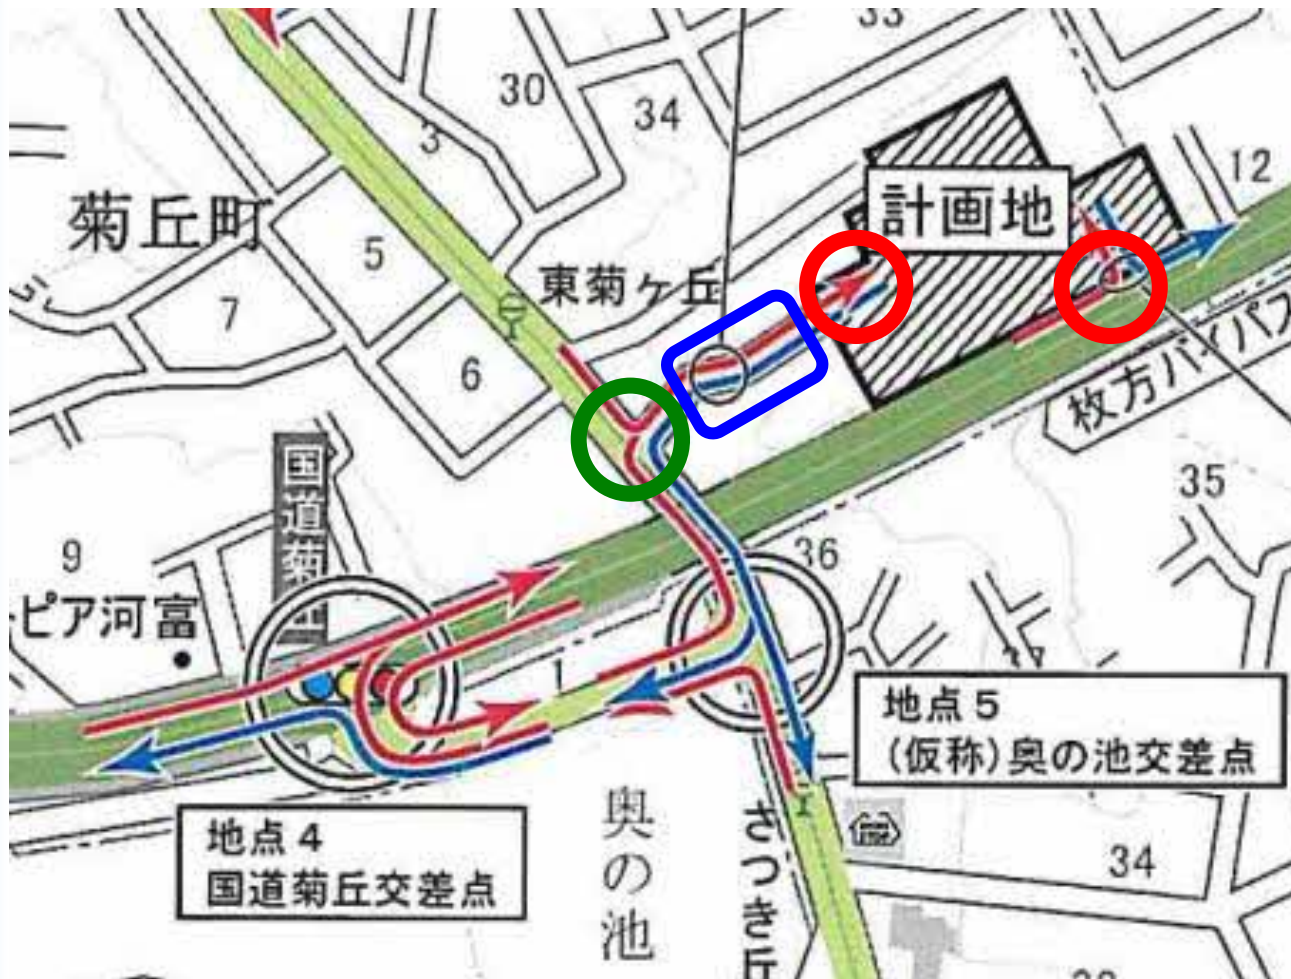 33
30
34
3
12
菊丘町
計画地
5
東菊ケ丘
7
6
枚方バイパス
35
国道菊
9
36
ピア河富
1
地点5
(仮称)奥の池交差点
地点4
国道菊丘交差点
奥の池
さつき丘
34